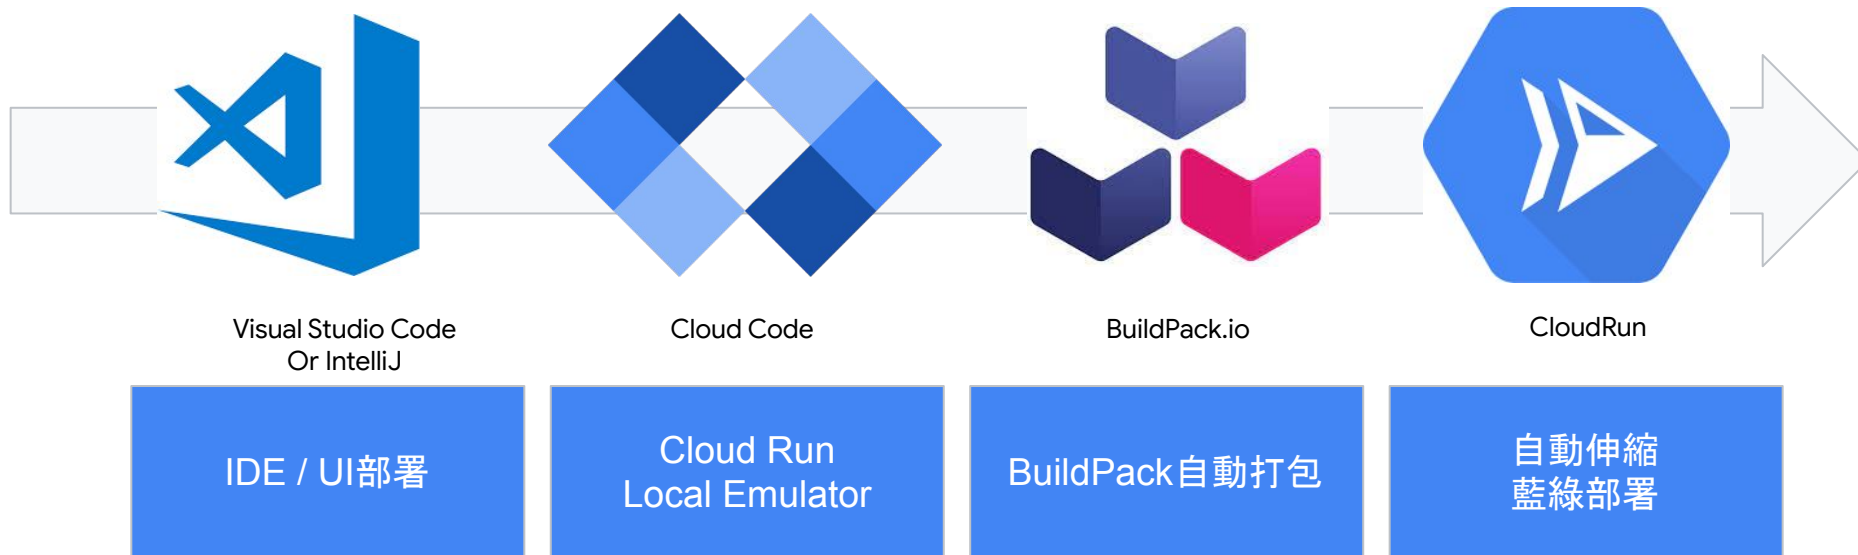 Visual Studio Code
Or IntelliJ
Cloud Code
BuildPack.io
CloudRun
IDE / UI部署
Cloud Run
Local Emulator
BuildPack自動打包
自動伸縮
藍綠部署